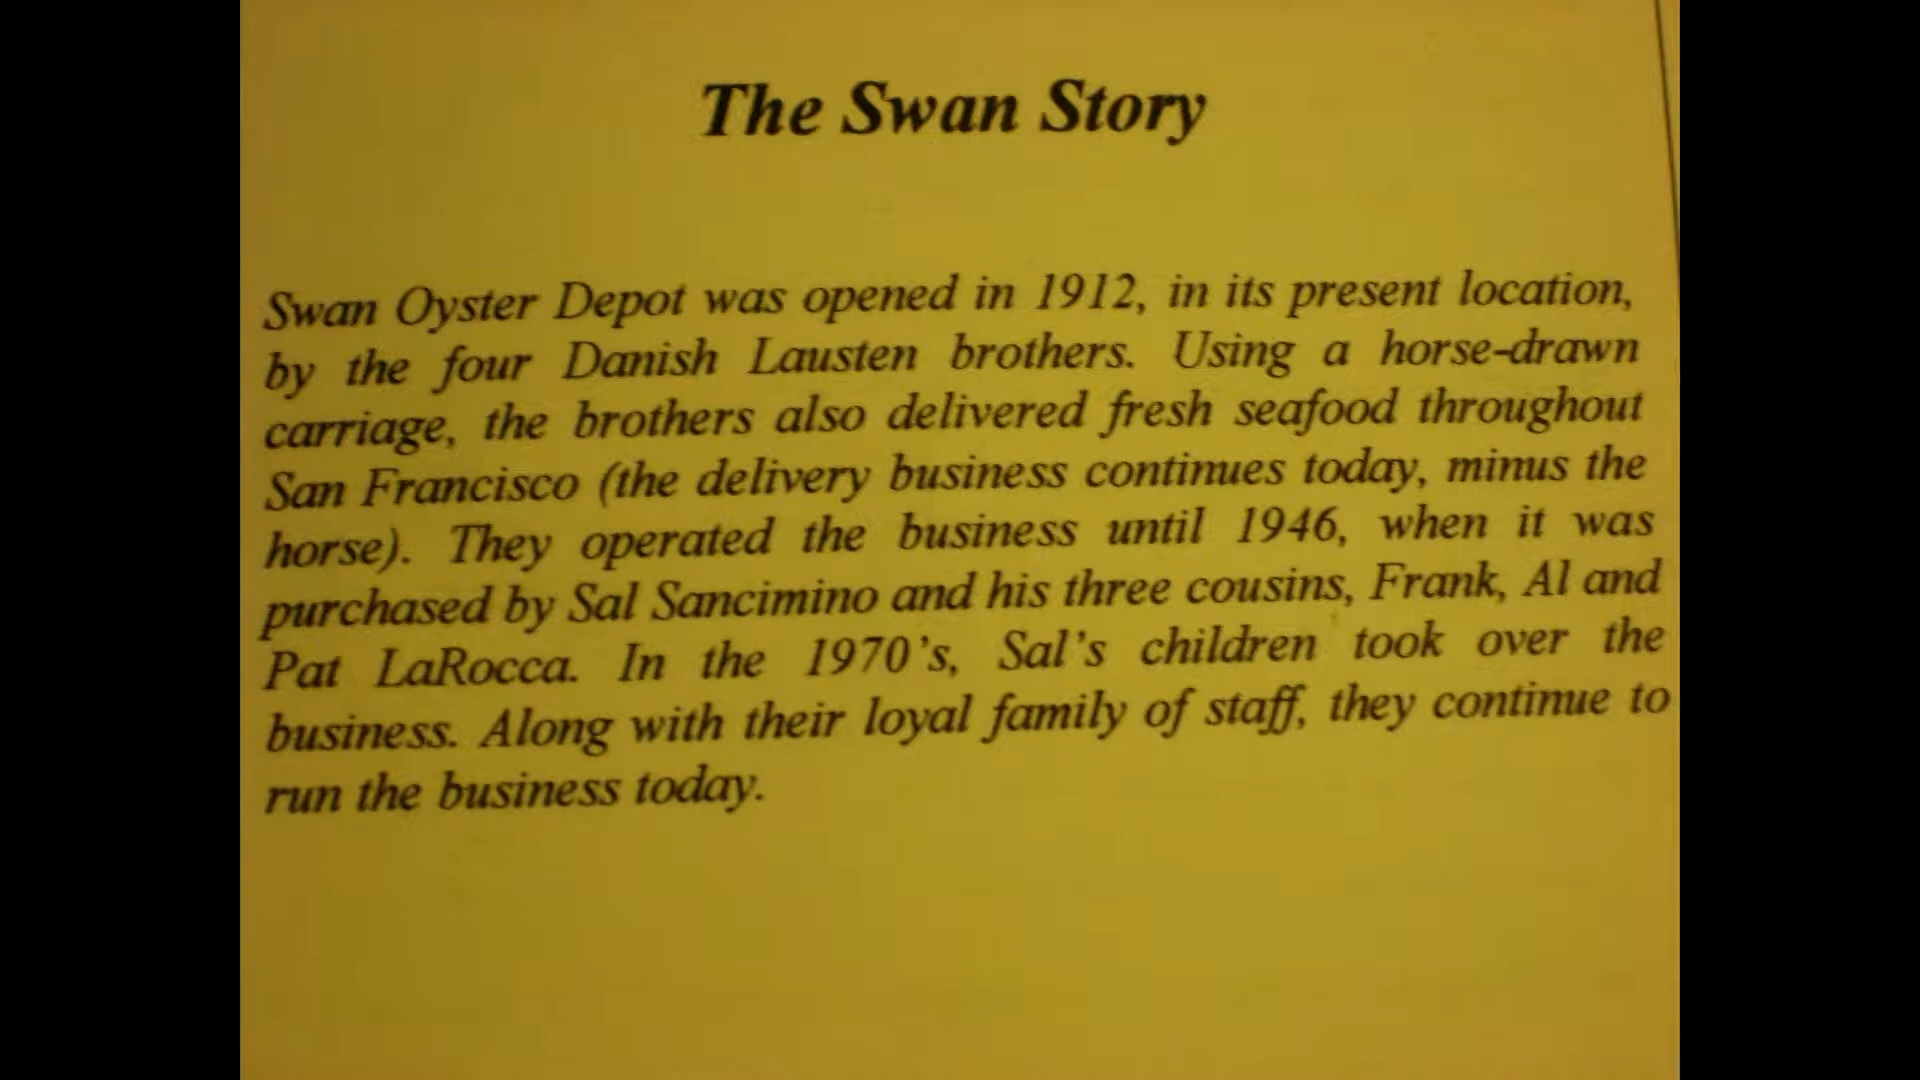 The Swan Story
Swan Oyster Depot was opened in 1912, in its present location,
by the four Danish Lausten brothers. Using a horse-drawn
carriage, the brothers also delivered fresh seafood throughout
San Francisco (the delivery business continues today, minus the
horse). They operated the business until 1946, when it was
purchased by Sal Sancimino and his three cousins, Frank, Al and
Pat LaRocca. In the 1970's, Sal's children took over the
business. Along with their loyal family of staff, they continue to
run the business today.